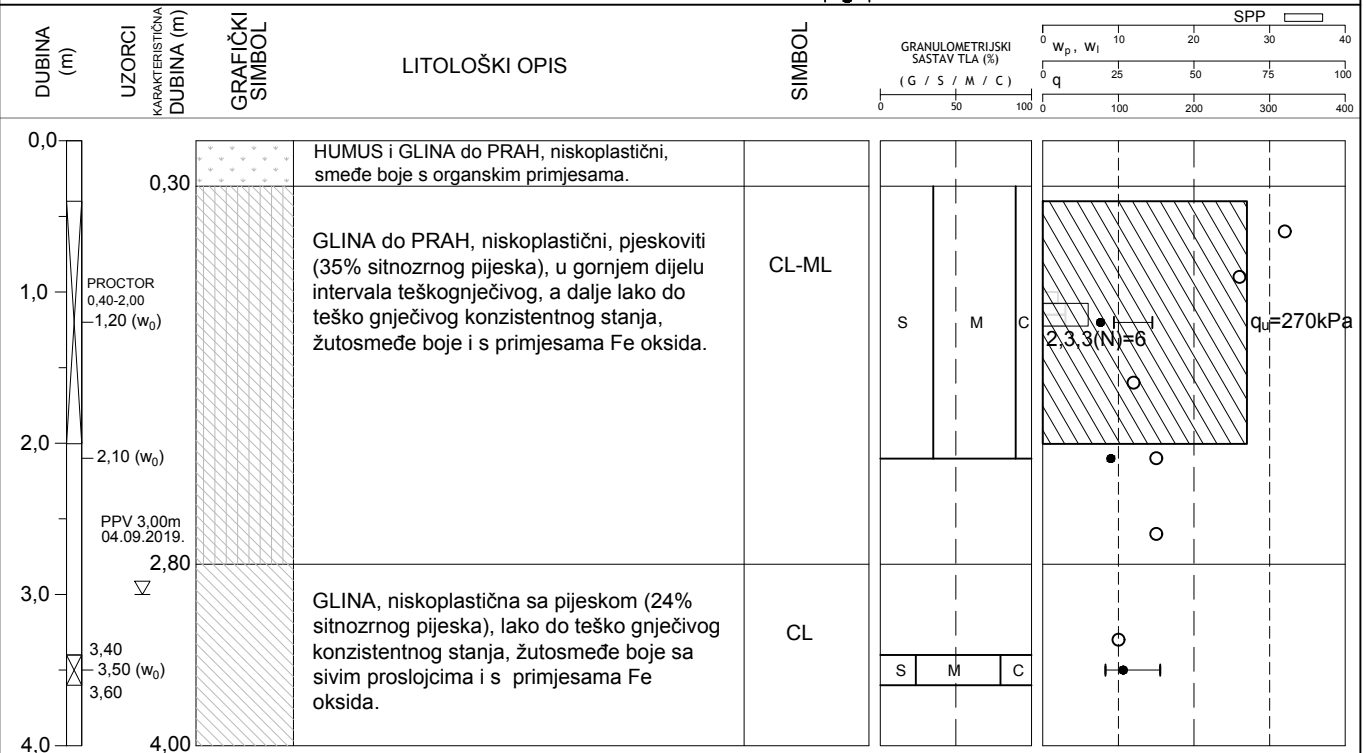 DUBINA
(m)
UZORCI
KARAKTERISTIČNA
DUBINA (m)
GRAFIČKI
SIMBOL
LITOLOŠKI OPIS
SIMBOL
GRANULOMETRIJSKI
SASTAV TLA (%)
( G / S / M / C )
0 50 100
SPP
0 10 20 30 40
wp , wl
0 25 50 75 100
q
0 100 200 300 400
0,0
HUMUS i GLINA do PRAH, niskoplastični,
smeđe boje s organskim primjesama.
0,30
GLINA do PRAH, niskoplastični, pjeskoviti
(35% sitnozrnog pijeska), u gornjem dijelu
intervala teškognječivog, a dalje lako do
teško gnječivog konzistentnog stanja,
žutosmeđe boje i s primjesama Fe oksida.
CL-ML
1,0
PROCTOR
0,40-2,00
1,20 (w0)
S M C
2,3,3(N)=6
qu=270kPa
2,0
2,10 (w0)
PPV 3,00m
04.09.2019.
2,80
3,0
GLINA, niskoplastična sa pijeskom (24%
sitnozrnog pijeska), lako do teško gnječivog
konzistentnog stanja, žutosmeđe boje sa
sivim proslojcima i s primjesama Fe
oksida.
CL
3,40
3,50 (w0)
3,60
S M C
4,0
4,00